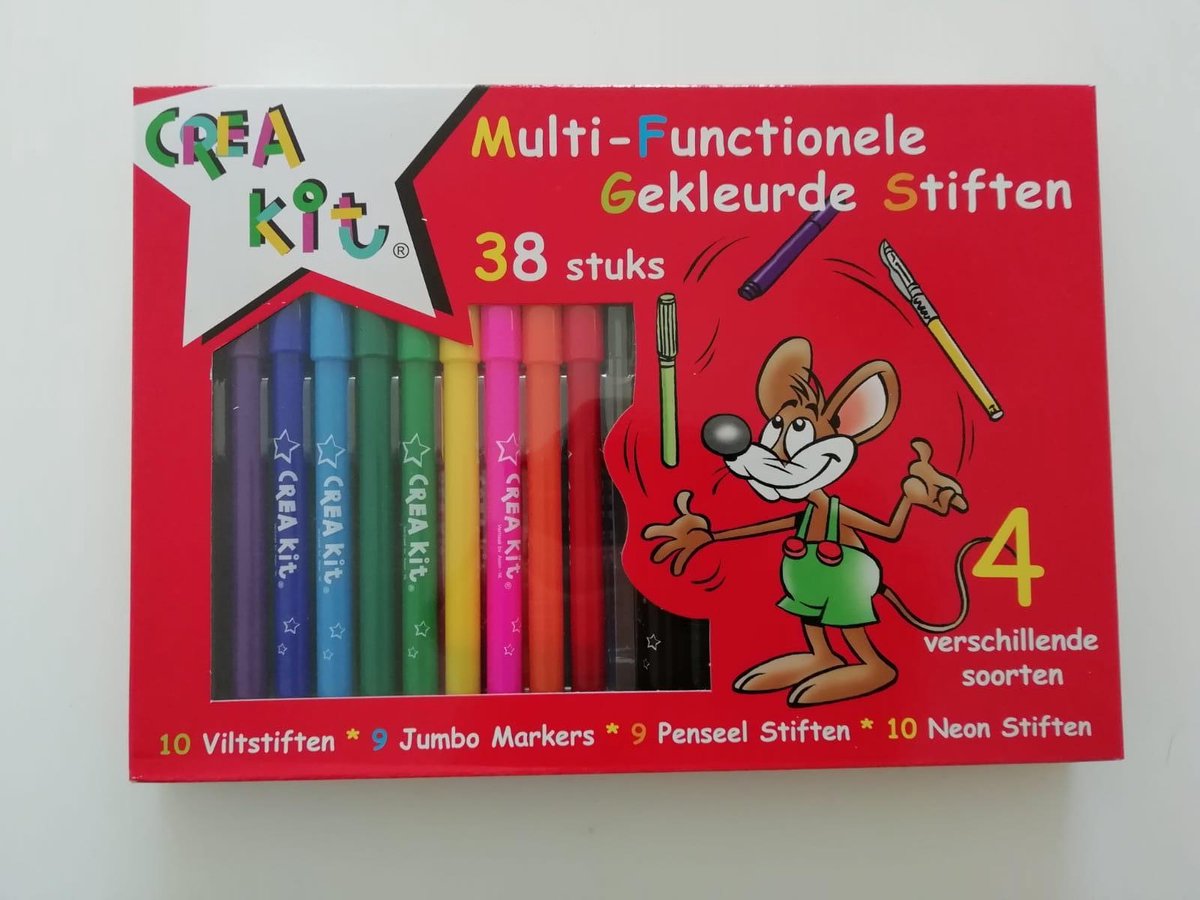 CREA
kit®
Multi-Functionele
Gekleurde Stiften
38 stuks
CREA kit
CREA kit
CREA kit
CREA kit
4
verschillende
soorten
10 Viltstiften * 9 Jumbo Markers * 9 Penseel Stiften * 10 Neon Stiften